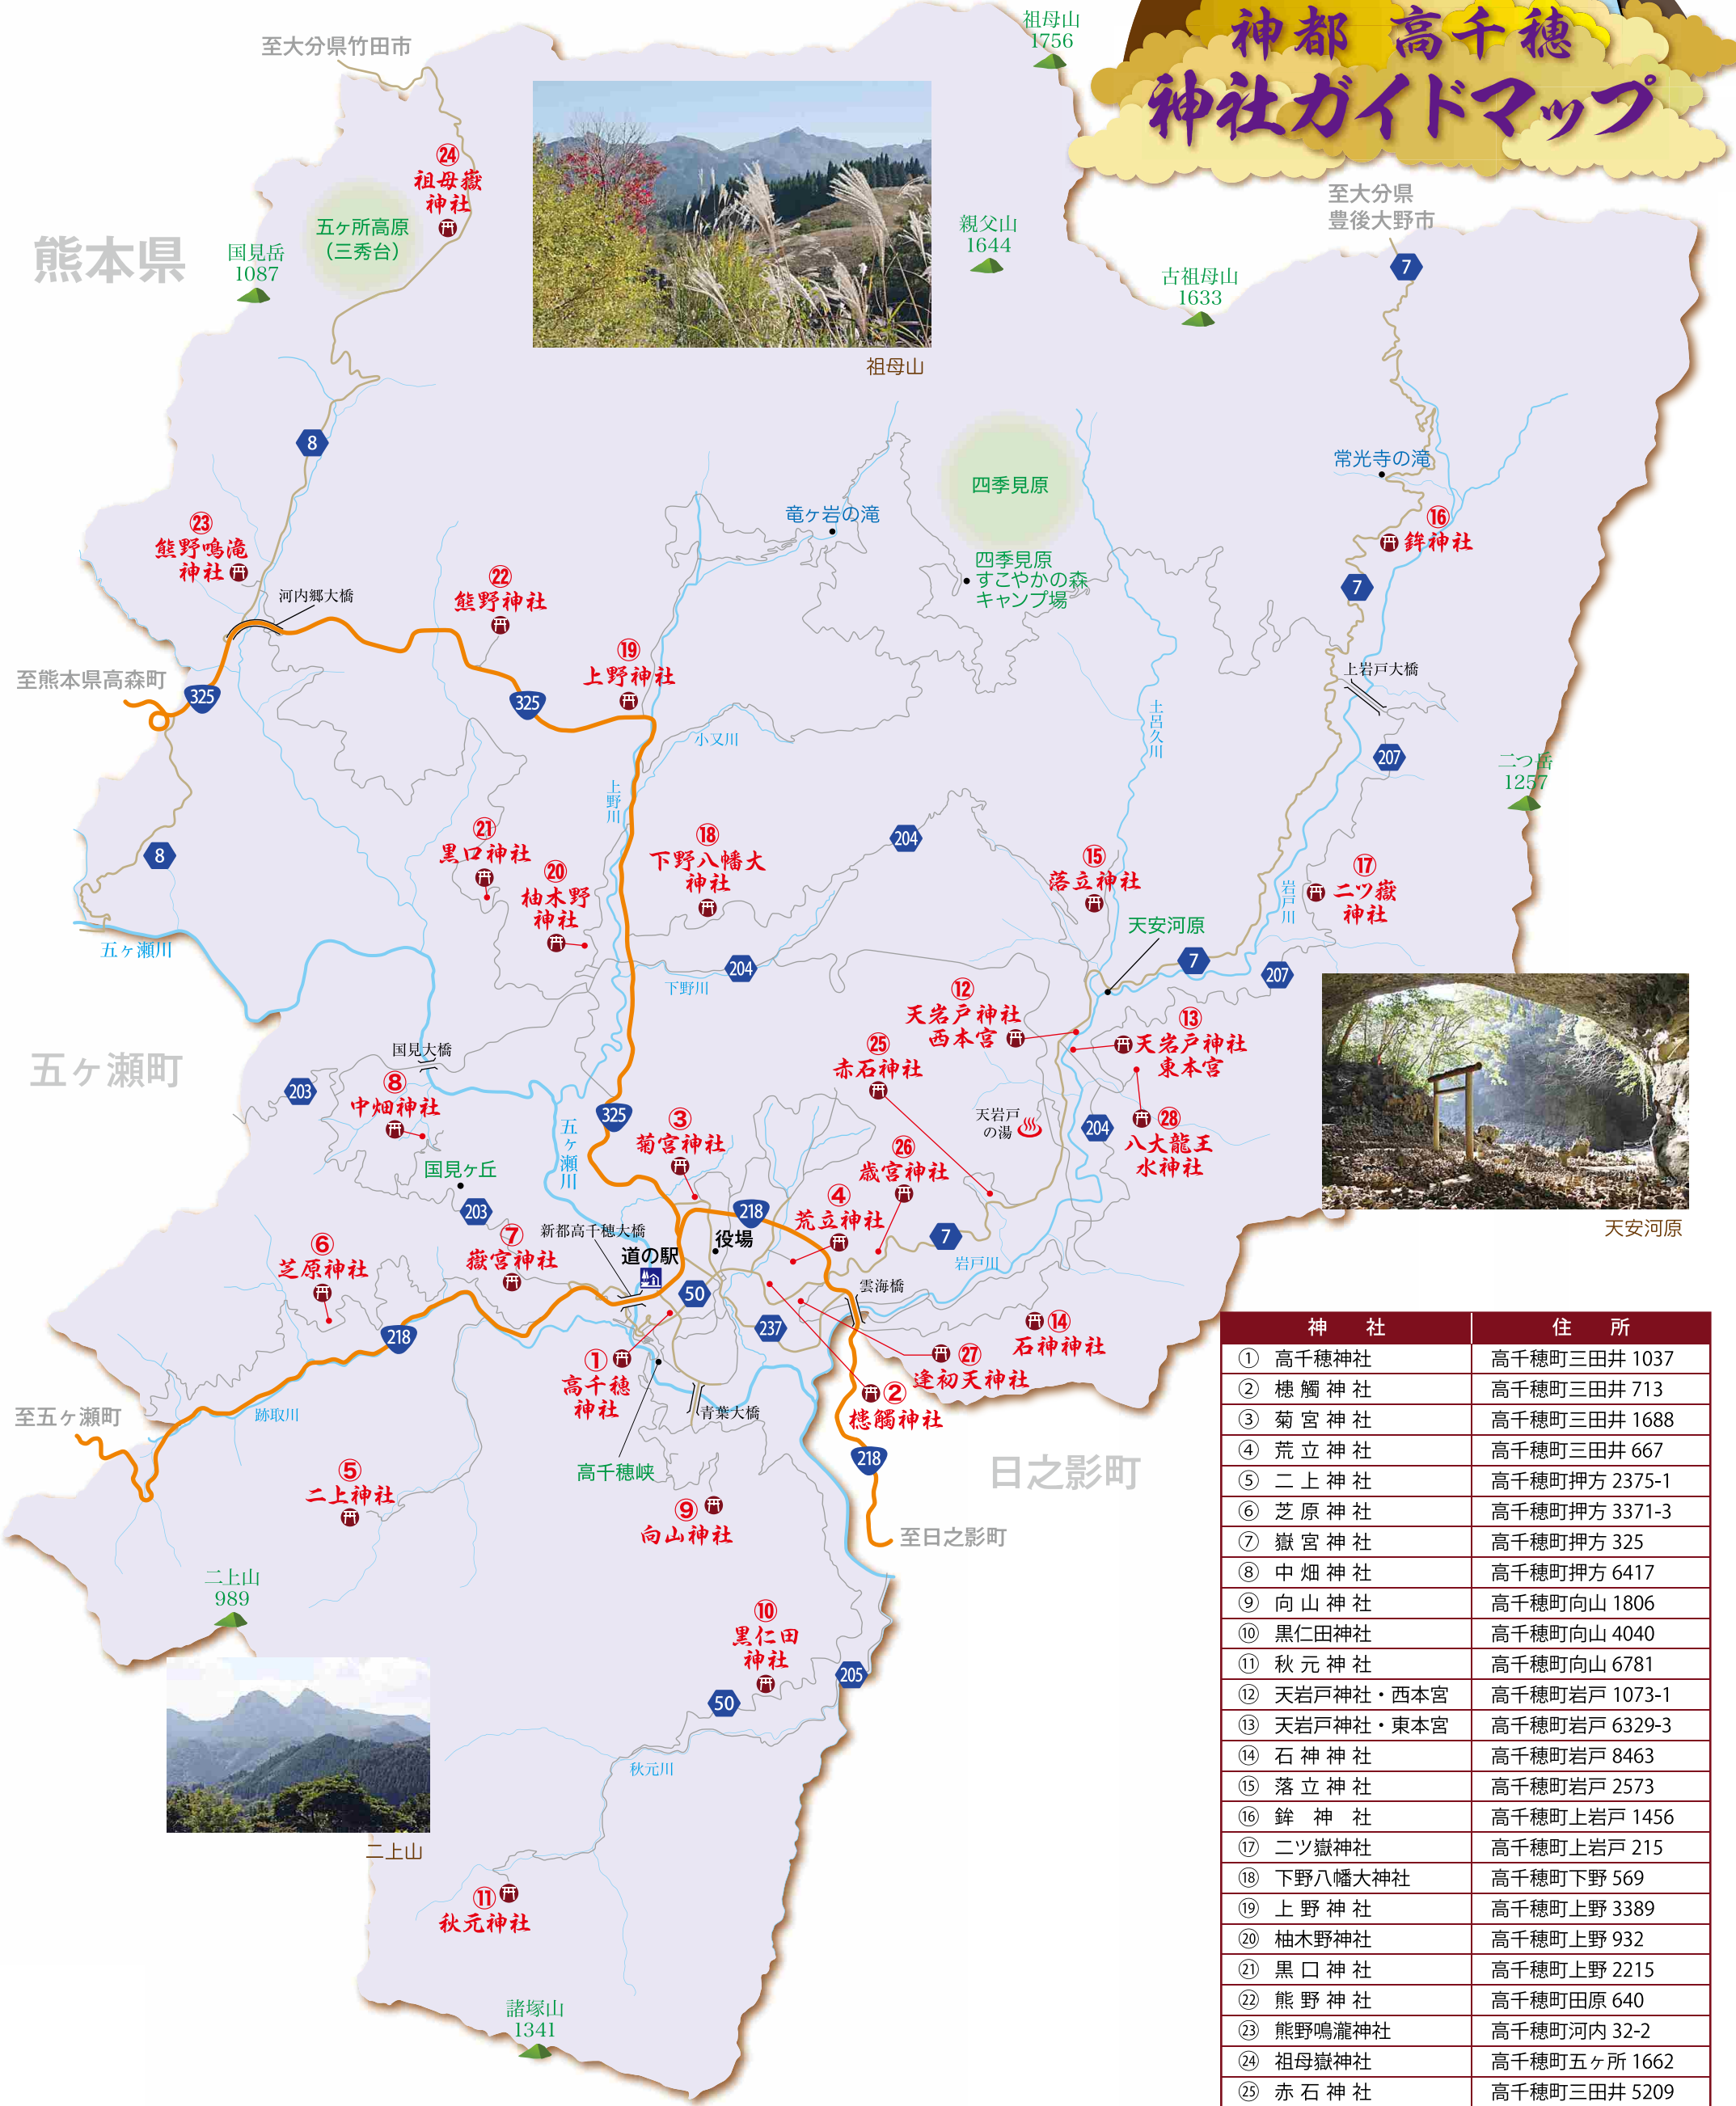 神都 高千穂
神社ガイドマップ
至大分県竹田市
祖母山
1756
至大分県
豊後大野市
熊本県
国見岳
1087
五ヶ所高原
(三秀台)
㉔
祖母嶽
神社
祖母山
親父山
1644
古祖母山
1633
7
8
四季見原
四季見原
すこやかの森
キャンプ場
竜ヶ岩の滝
常光寺の滝
⑯
鉾神社
7
㉓
熊野鳴滝
神社
河内郷大橋
㉒
熊野神社
⑲
上野神社
至熊本県高森町
325
325
小又川
上野川
土呂久川
上岩戸大橋
207
二つ岳
1257
8
五ヶ瀬川
㉑
黒口神社
⑳
柚木野
神社
⑱
下野八幡大
神社
204
⑮
落立神社
岩戸川
⑰
二ツ嶽
神社
天安河原
7
207
204
下野川
⑫
天岩戸神社
西本宮
⑬
天岩戸神社
東本宮
㉕
赤石神社
天岩戸
の湯
204
㉘
八大龍王
水神社
天安河原
五ヶ瀬町
国見大橋
203
⑧
中畑神社
国見ヶ丘
203
五ヶ瀬川
325
③
菊宮神社
㉖
歳宮神社
④
荒立神社
218
役場
7
岩戸川
雲海橋
新都高千穂大橋
道の駅
50
237
⑥
芝原神社
⑦
嶽宮神社
218
①
高千穂
神社
青葉大橋
高千穂峡
⑭
石神神社
㉗
逢初天神社
②
槵觸神社
218
日之影町
至日之影町
至五ヶ瀬町
跡取川
⑤
二上神社
⑨
向山神社
二上山
989
二上山
⑩
黒仁田
神社
205
50
秋元川
⑪
秋元神社
諸塚山
1341
神 社 住 所
① 高千穂神社 高千穂町三田井 1037
② 槵觸神社 高千穂町三田井 713
③ 菊宮神社 高千穂町三田井 1688
④ 荒立神社 高千穂町三田井 667
⑤ 二上神社 高千穂町押方 2375-1
⑥ 芝原神社 高千穂町押方 3371-3
⑦ 嶽宮神社 高千穂町押方 325
⑧ 中畑神社 高千穂町押方 6417
⑨ 向山神社 高千穂町向山 1806
⑩ 黒仁田神社 高千穂町向山 4040
⑪ 秋元神社 高千穂町向山 6781
⑫ 天岩戸神社・西本宮 高千穂町岩戸 1073-1
⑬ 天岩戸神社・東本宮 高千穂町岩戸 6329-3
⑭ 石神神社 高千穂町岩戸 8463
⑮ 落立神社 高千穂町岩戸 2573
⑯ 鉾神社 高千穂町上岩戸 1456
⑰ 二ツ嶽神社 高千穂町上岩戸 215
⑱ 下野八幡大神社 高千穂町下野 569
⑲ 上野神社 高千穂町上野 3389
⑳ 柚木野神社 高千穂町上野 932
㉑ 黒口神社 高千穂町上野 2215
㉒ 熊野神社 高千穂町田原 640
㉓ 熊野鳴瀧神社 高千穂町河内 32-2
㉔ 祖母嶽神社 高千穂町五ヶ所 1662
㉕ 赤石神社 高千穂町三田井 5209